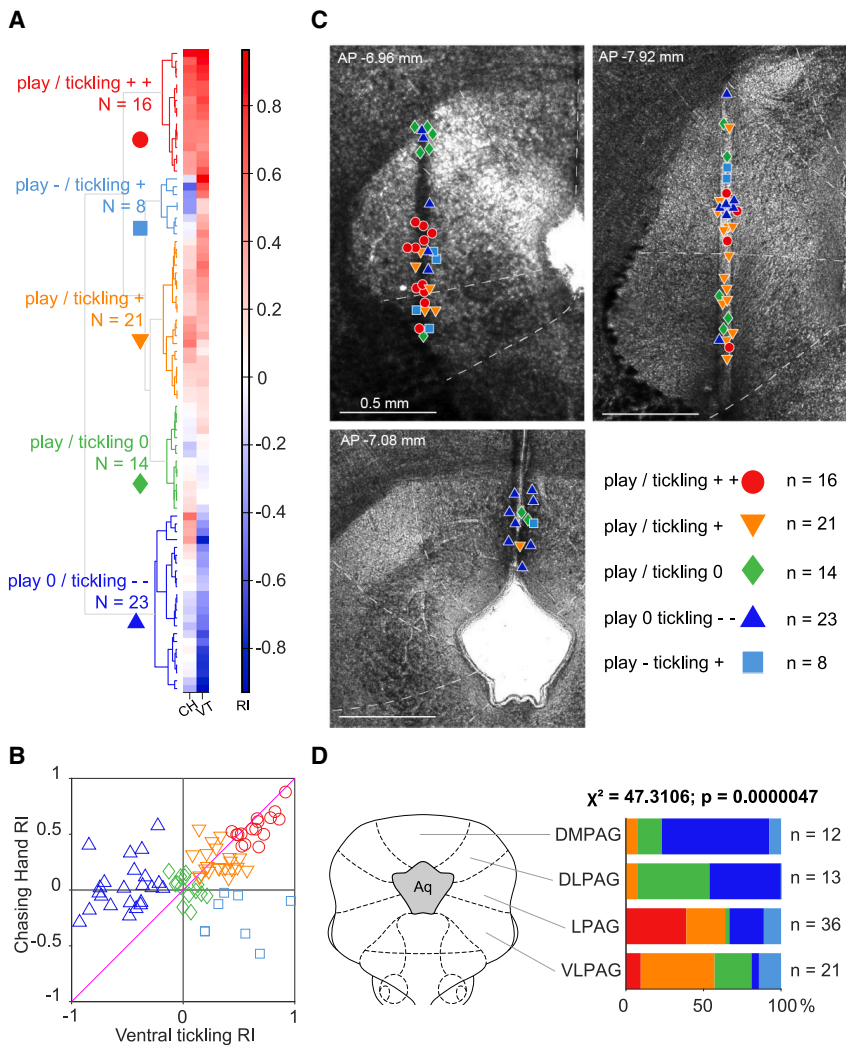 A
play / tickling + +
N = 16
play - / tickling +
N = 8
play / tickling +
N = 21
play / tickling 0
N = 14
play 0 / tickling - -
N = 23
0.8
0.6
0.4
0.2
0
-0.2
-0.4
-0.6
-0.8
CH
VT
RI
C
AP -6.96 mm
0.5 mm
AP -7.92 mm
AP -7.08 mm
play / tickling + + n = 16
play / tickling + n = 21
play / tickling 0 n = 14
play 0 tickling - - n = 23
play - tickling + n = 8
B
Chasing Hand RI
1
0.5
0
-0.5
-1
-1 0 1
Ventral tickling RI
D
χ² = 47.3106; p = 0.0000047
Aq
DMPAG n = 12
DLPAG n = 13
LPAG n = 36
VLPAG n = 21
0 50 100%